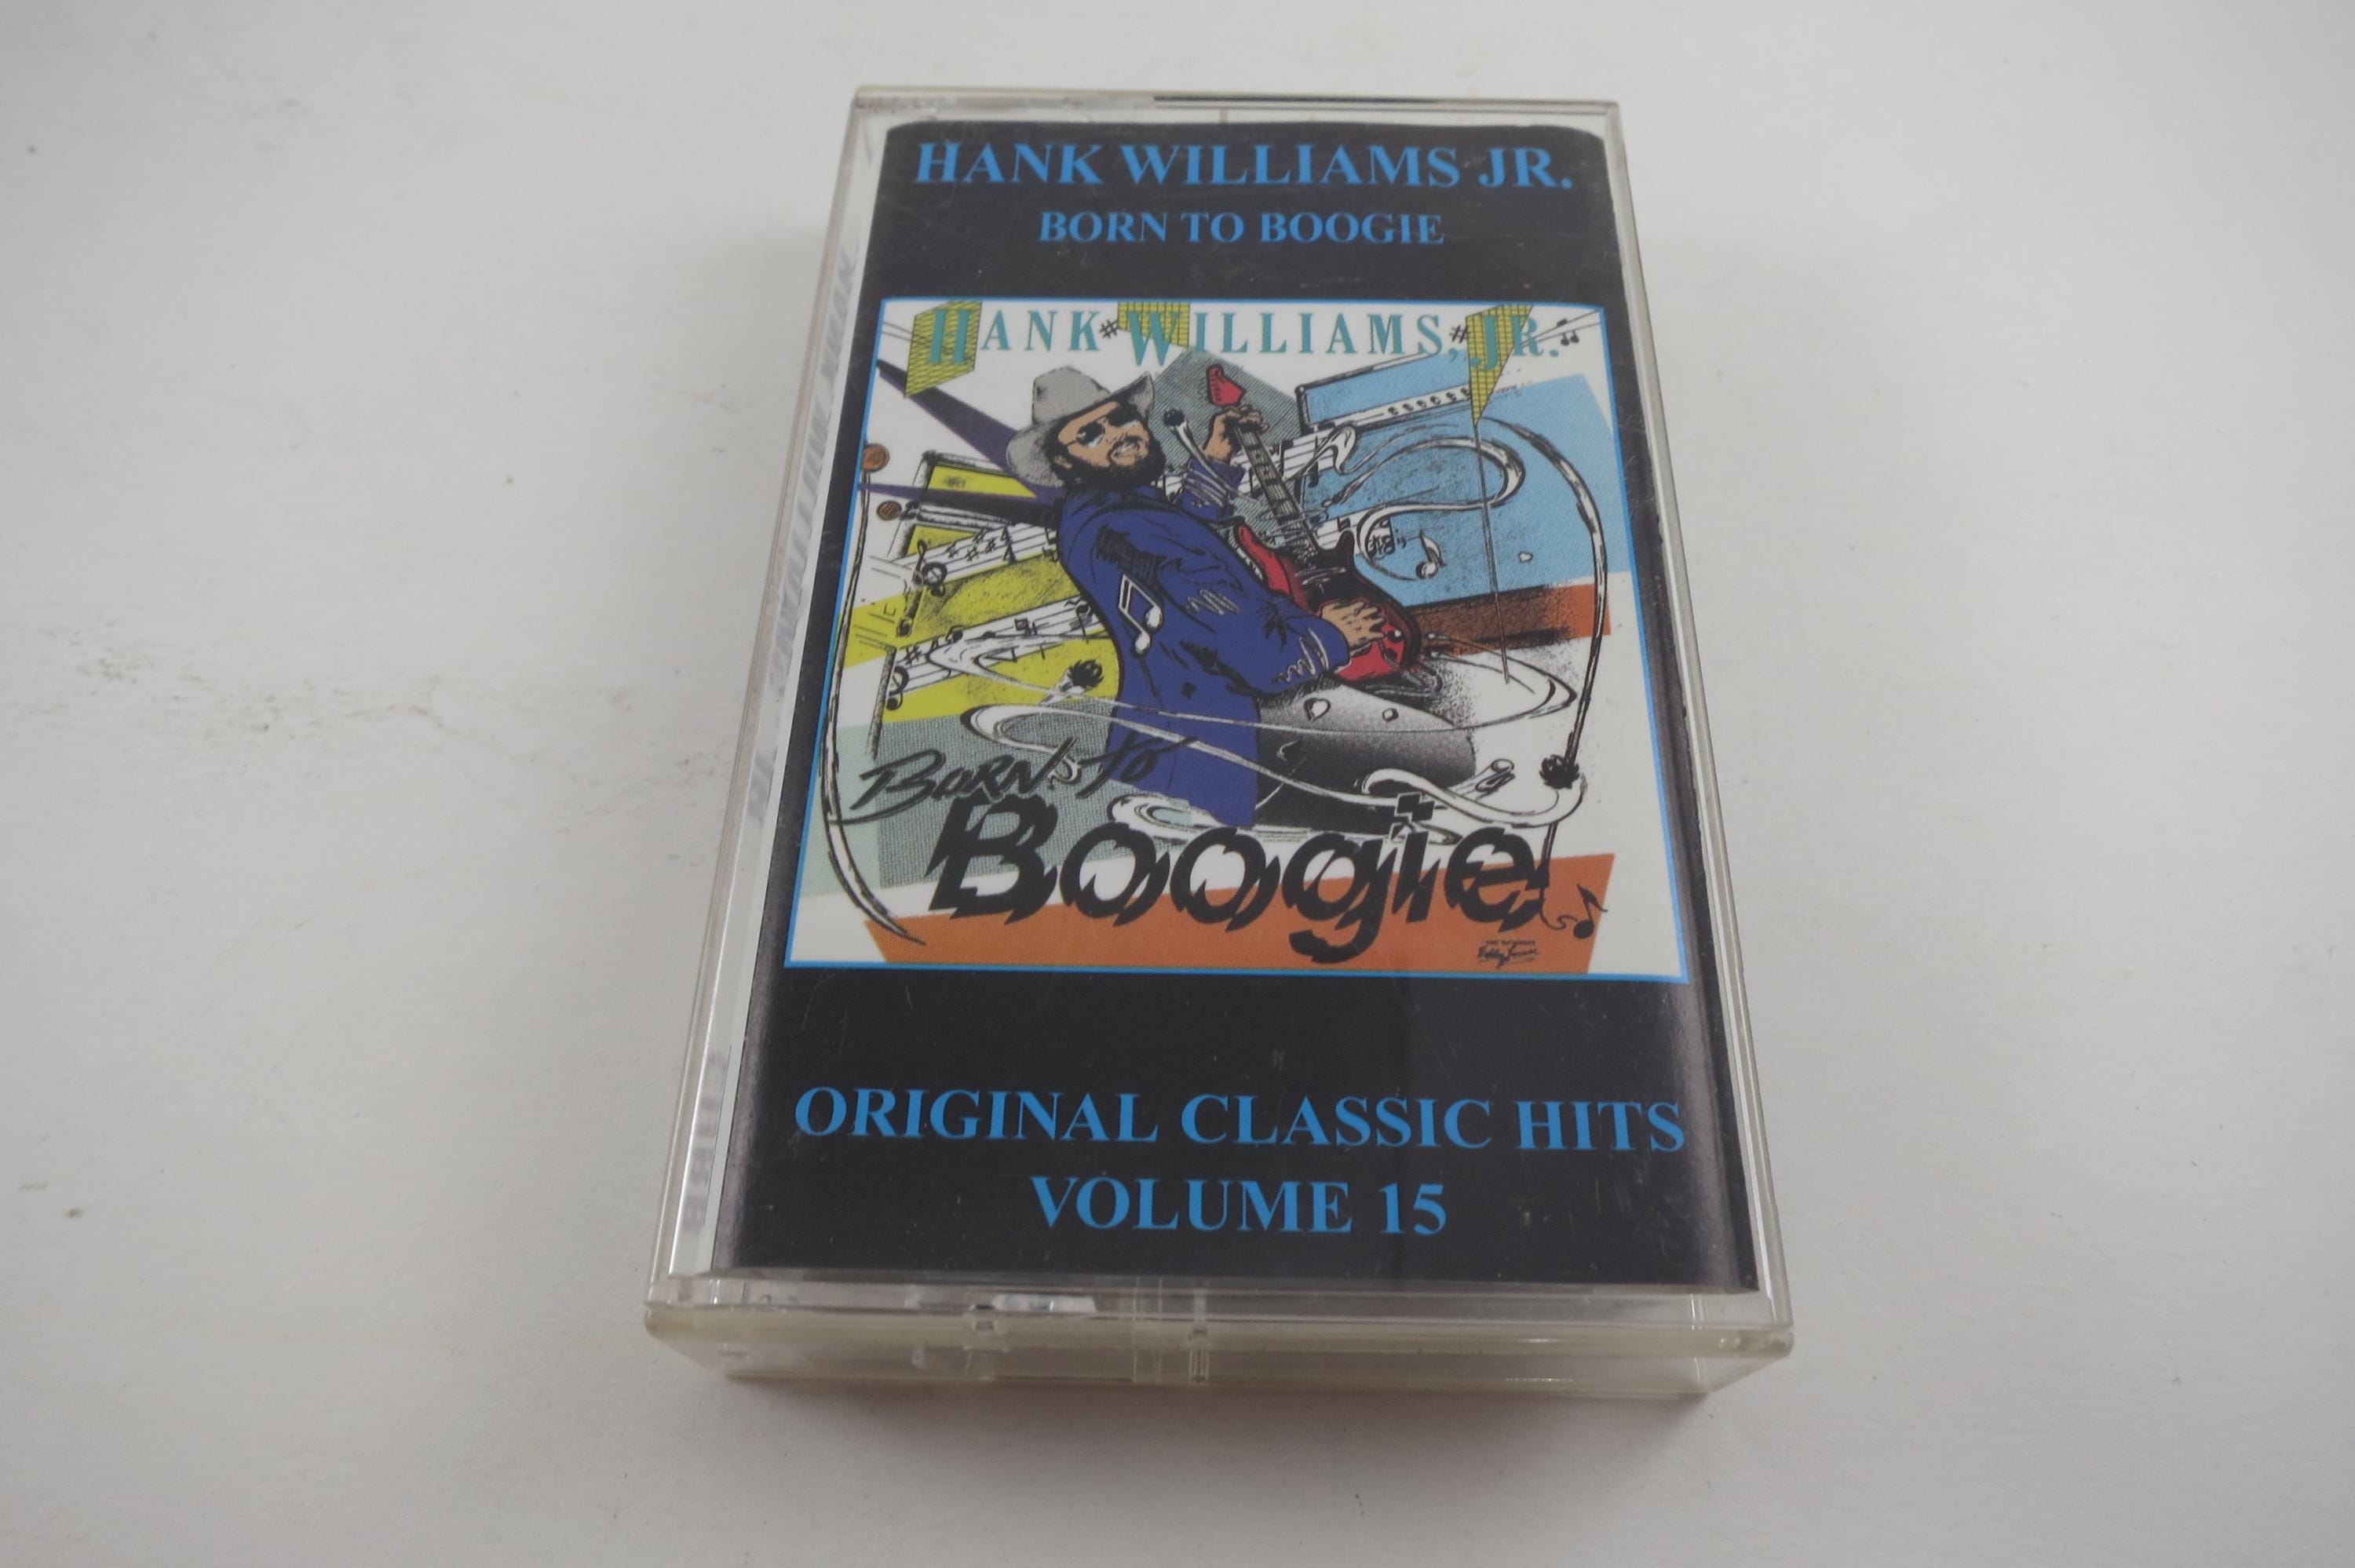 HANK WILLIAMS JR.
BORN TO BOOGIE
HANK WILLIAMS, JR.
BORN to
Boogie
ORIGINAL CLASSIC HITS
VOLUME 15